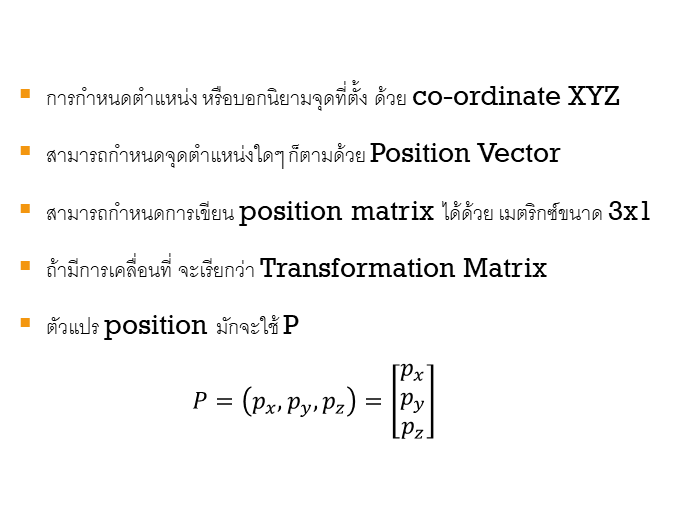 ▪ การกำหนดตำแหน่ง หรือบอกนิยามจุดที่ตั้ง ด้วย co-ordinate XYZ
▪ สามารถกำหนดจุดตำแหน่งใดๆ ก็ตามด้วย Position Vector
▪ สามารถกำหนดการเขียน position matrix ได้ด้วย เมตริกซ์ขนาด 3x1
▪ ถ้ามีการเคลื่อนที่ จะเรียกว่า Transformation Matrix
▪ ตัวแปร position มักจะใช้ P
P = (p_x, p_y, p_z) = [p_x
p_y
p_z]